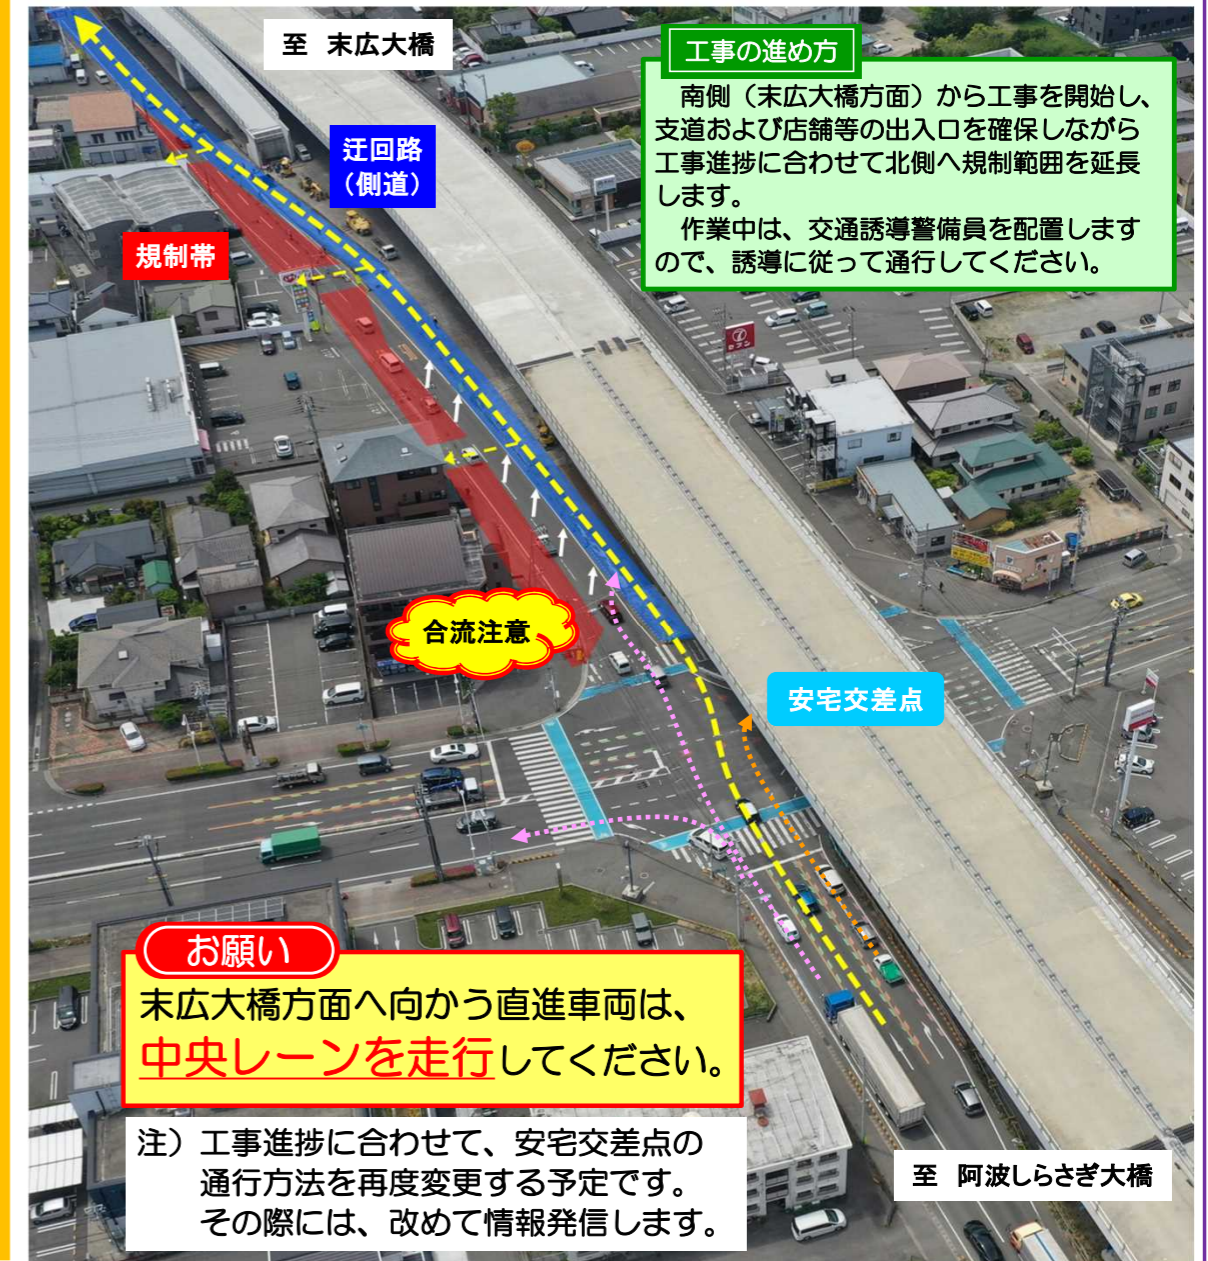 至 末広大橋
工事の進め方
南側（末広大橋方面）から工事を開始し、
支道および店舗等の出入口を確保しながら
工事進捗に合わせて北側へ規制範囲を延長
します。
作業中は、交通誘導警備員を配置します
ので、誘導に従って通行してください。
迂回路
（側道）
規制帯
合流注意
安宅交差点
お願い
末広大橋方面へ向かう直進車両は、
中央レーンを走行してください。
注）工事進捗に合わせて、安宅交差点の
通行方法を再度変更する予定です。
その際には、改めて情報発信します。
至 阿波しらさぎ大橋